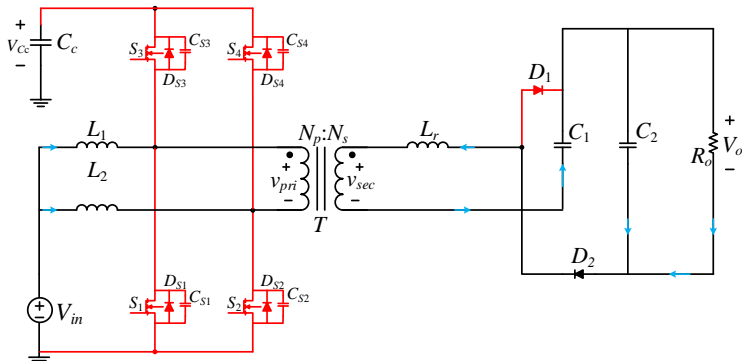 +
V_Cc
−
C_c
S_3
D_S3
C_S3
S_4
D_S4
C_S4
L_1
L_2
N_p:N_s
+
v_pri
−
T
+
v_sec
−
L_r
D_1
C_1
C_2
R_o
+
V_o
−
D_2
S_1
D_S1
C_S1
S_2
D_S2
C_S2
V_in